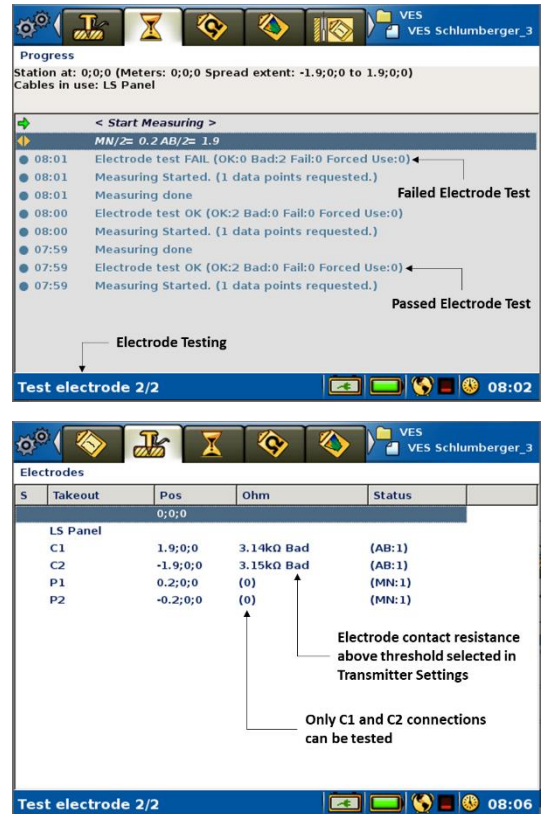 VES
VES Schlumberger_3
Progress
Station at: 0;0;0 (Meters: 0;0;0 Spread extent: -1.9;0;0 to 1.9;0;0)
Cables in use: LS Panel
< Start Measuring >
MN/2= 0.2 AB/2= 1.9
08:01 Electrode test FAIL (OK:0 Bad:2 Fail:0 Forced Use:0)
08:01 Measuring Started. (1 data points requested.)
08:01 Measuring done
Failed Electrode Test
08:00 Electrode test OK (OK:2 Bad:0 Fail:0 Forced Use:0)
08:00 Measuring Started. (1 data points requested.)
07:59 Measuring done
07:59 Electrode test OK (OK:2 Bad:0 Fail:0 Forced Use:0)
07:59 Measuring Started. (1 data points requested.)
Passed Electrode Test
Electrode Testing
Test electrode 2/2 08:02
VES
VES Schlumberger_3
Electrodes
S Takeout Pos Ohm Status
0;0;0
LS Panel
C1 1.9;0;0 3.14kΩ Bad (AB:1)
C2 -1.9;0;0 3.15kΩ Bad (AB:1)
P1 0.2;0;0 (0) (MN:1)
P2 -0.2;0;0 (0) (MN:1)
Electrode contact resistance
above threshold selected in
Transmitter Settings
Only C1 and C2 connections
can be tested
Test electrode 2/2 08:06